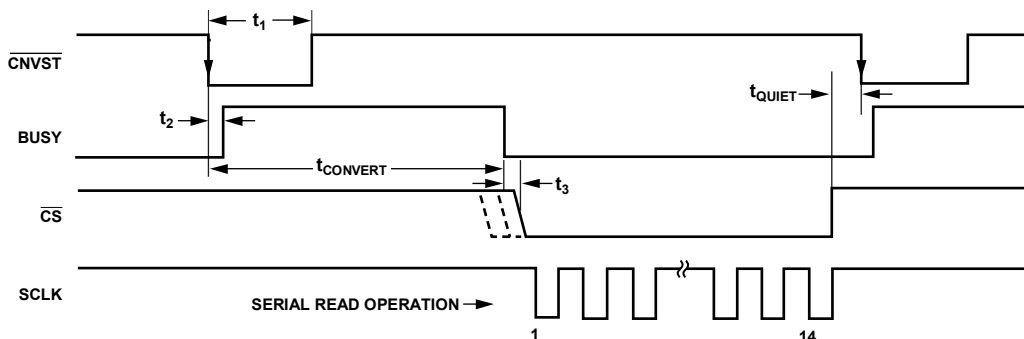 t1
CNVST
tQUIET
t2
BUSY
tCONVERT
t3
CS
SCLK
SERIAL READ OPERATION
1
14